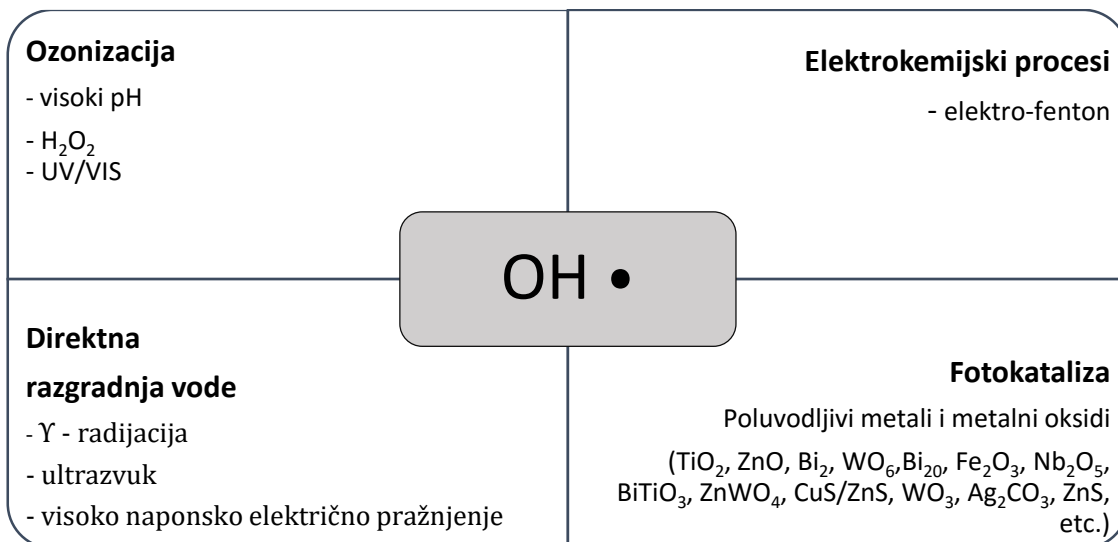 Ozonizacija
- visoki pH
- H₂O₂
- UV/VIS
Elektrokemijski procesi
- elektro-fenton
OH •
Direktna
razgradnja vode
- ϒ - radijacija
- ultrazvuk
- visoko naponsko električno pražnjenje
Fotokataliza
Poluvodljivi metali i metalni oksidi
(TiO₂, ZnO, Bi₂, WO₆,Bi₂₀, Fe₂O₃, Nb₂O₅,
BiTiO₃, ZnWO₄, CuS/ZnS, WO₃, Ag₂CO₃, ZnS,
etc.)